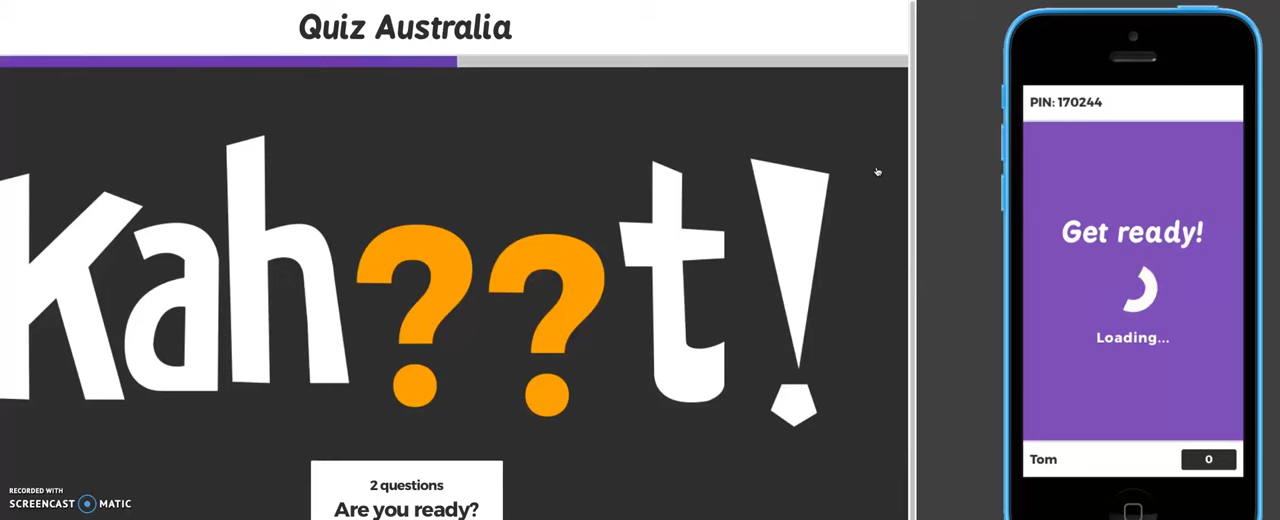 Quiz Australia
Kah??t!
2 questions
Are you ready?
RECORDED WITH
SCREENCAST MATIC
PIN: 170244
Get ready!
Loading...
Tom
0